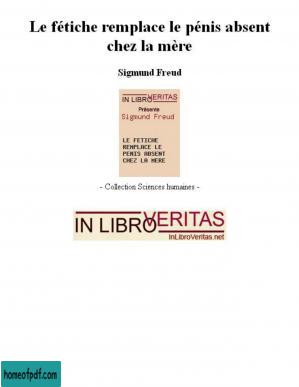 Le fétiche remplace le pénis absent
chez la mère
Sigmund Freud
IN LIBRO VERITAS
Présente
Sigmund Freud
LE FETICHE
REMPLACE LE
PENIS ABSENT
CHEZ LA MERE
- Collection Sciences humaines -
IN LIBRO VERITAS
InLibroVeritas.net
homeofpdf.com